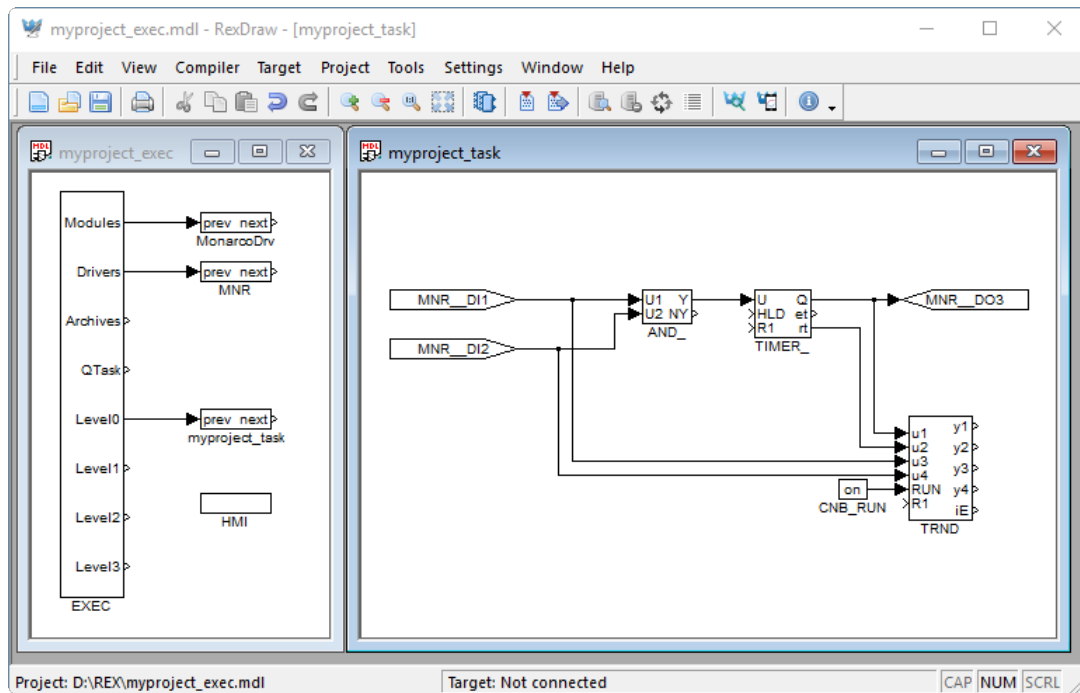 myproject_exec.mdl - RexDraw - [myproject_task]
File Edit View Compiler Target Project Tools Settings Window Help
MDL myproject_exec
Modules
prev next
MonarcoDrv
Drivers
prev next
MNR
Archives
QTask
Level0
prev next
myproject_task
Level1
HMI
Level2
Level3
EXEC
MDL myproject_task
MNR__DI1
U1 Y
U2 NY
AND_
U Q
HLD et
R1 rt
TIMER_
MNR__DO3
MNR__DI2
u1 y1
u2 y2
u3 y3
u4 y4
RUN iE
R1
TRND
on
CNB_RUN
Project: D:\REX\myproject_exec.mdl
Target: Not connected
CAP NUM SCRL